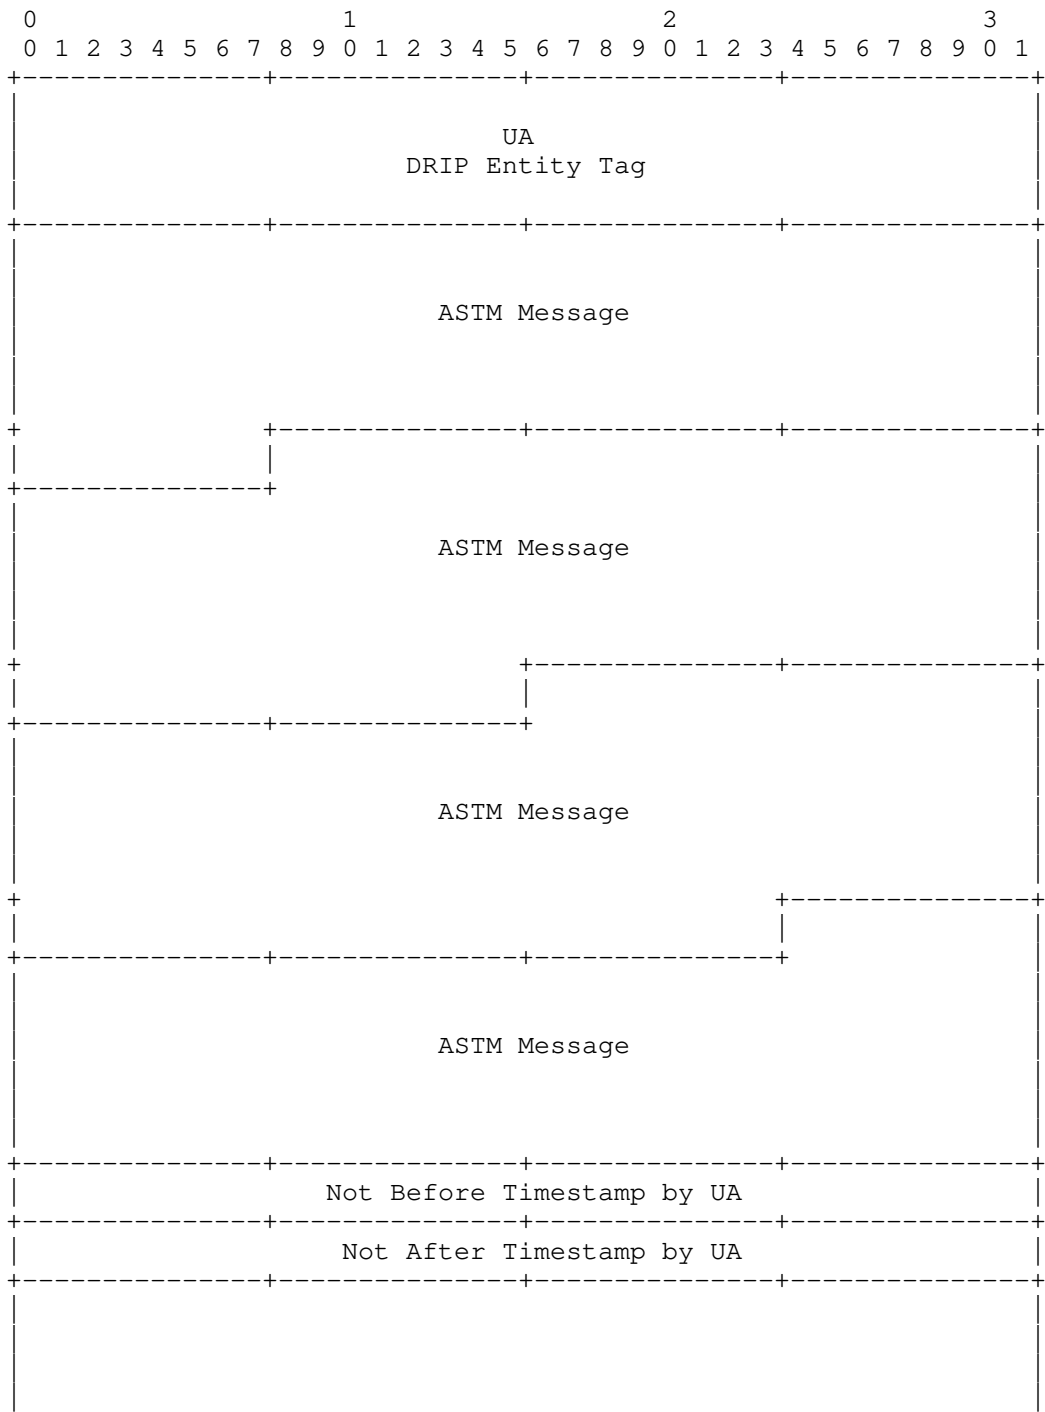 0 1 2 3
0 1 2 3 4 5 6 7 8 9 0 1 2 3 4 5 6 7 8 9 0 1 2 3 4 5 6 7 8 9 0 1
UA
DRIP Entity Tag
ASTM Message
ASTM Message
ASTM Message
ASTM Message
Not Before Timestamp by UA
Not After Timestamp by UA